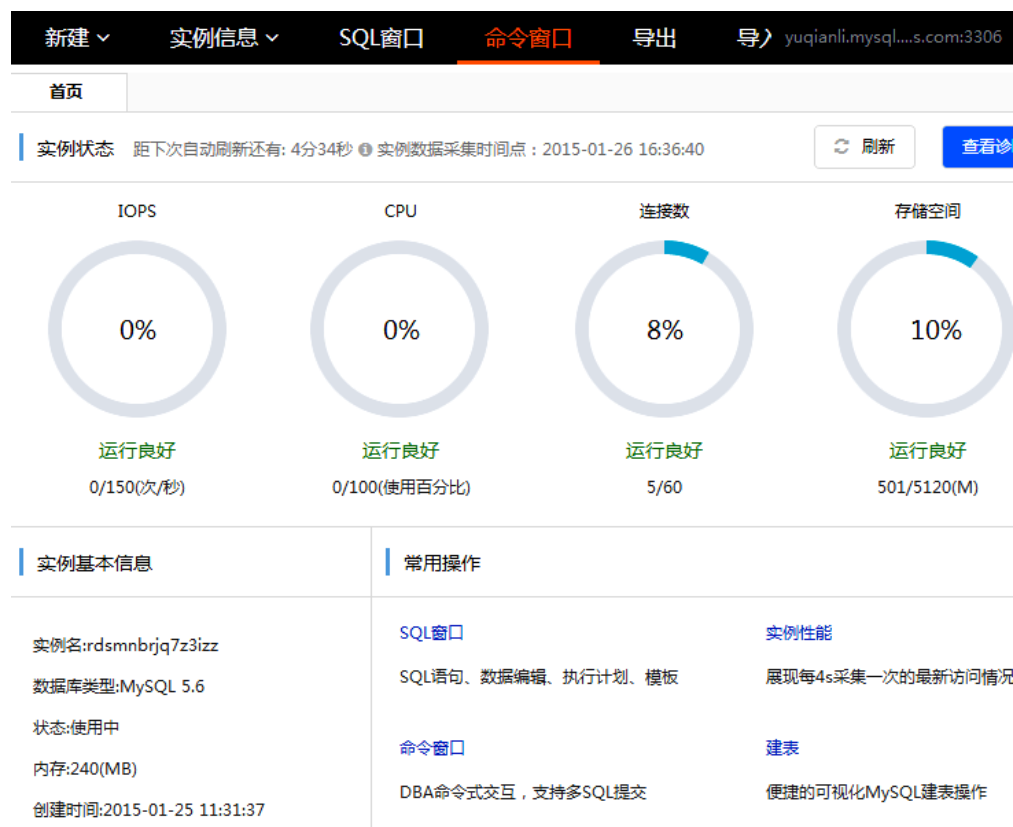 新建 实例信息 SQL窗口 命令窗口 导出 导入 yuqianli.mysql....s.com:3306
首页
实例状态 距下次自动刷新还有: 4分34秒 实例数据采集时间点：2015-01-26 16:36:40 刷新 查看诊
IOPS CPU 连接数 存储空间
0% 0% 8% 10%
运行良好 运行良好 运行良好 运行良好
0/150(次/秒) 0/100(使用百分比) 5/60 501/5120(M)
实例基本信息 常用操作
SQL窗口 实例性能
实例名:rdsmnbrjq7z3izz
SQL语句、数据编辑、执行计划、模板 展现每4s采集一次的最新访问情况
数据库类型:MySQL 5.6
状态:使用中
命令窗口 建表
内存:240(MB)
DBA命令式交互，支持多SQL提交 便捷的可视化MySQL建表操作
创建时间:2015-01-25 11:31:37